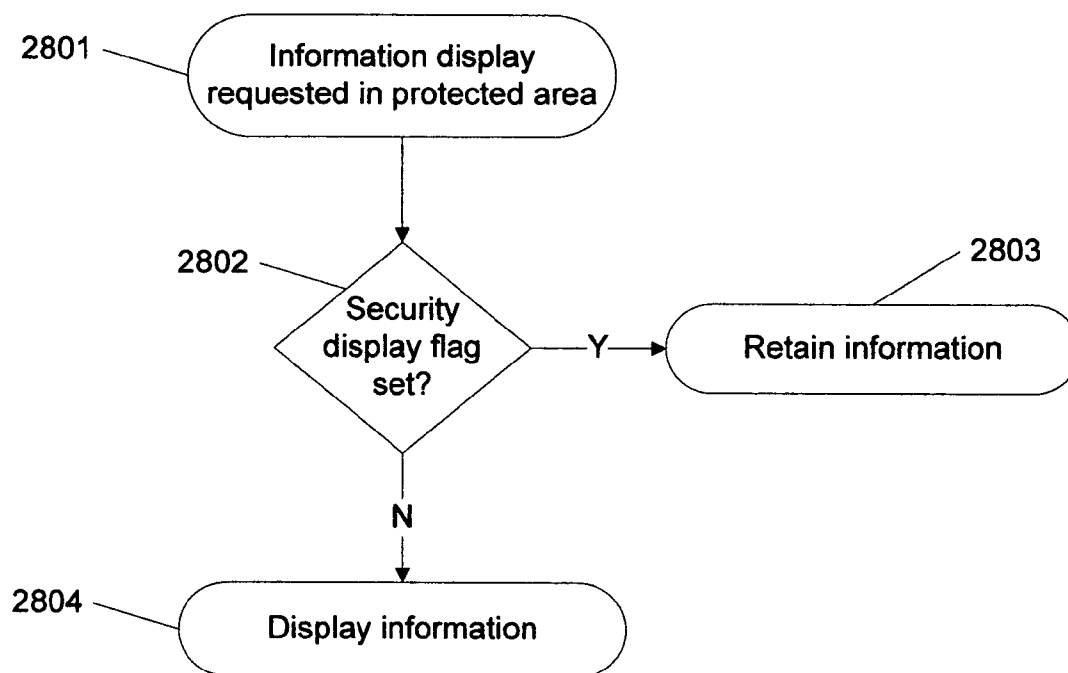 2801
Information display
requested in protected area
2802
Security
display flag
set?
Y
2803
Retain information
N
2804
Display information